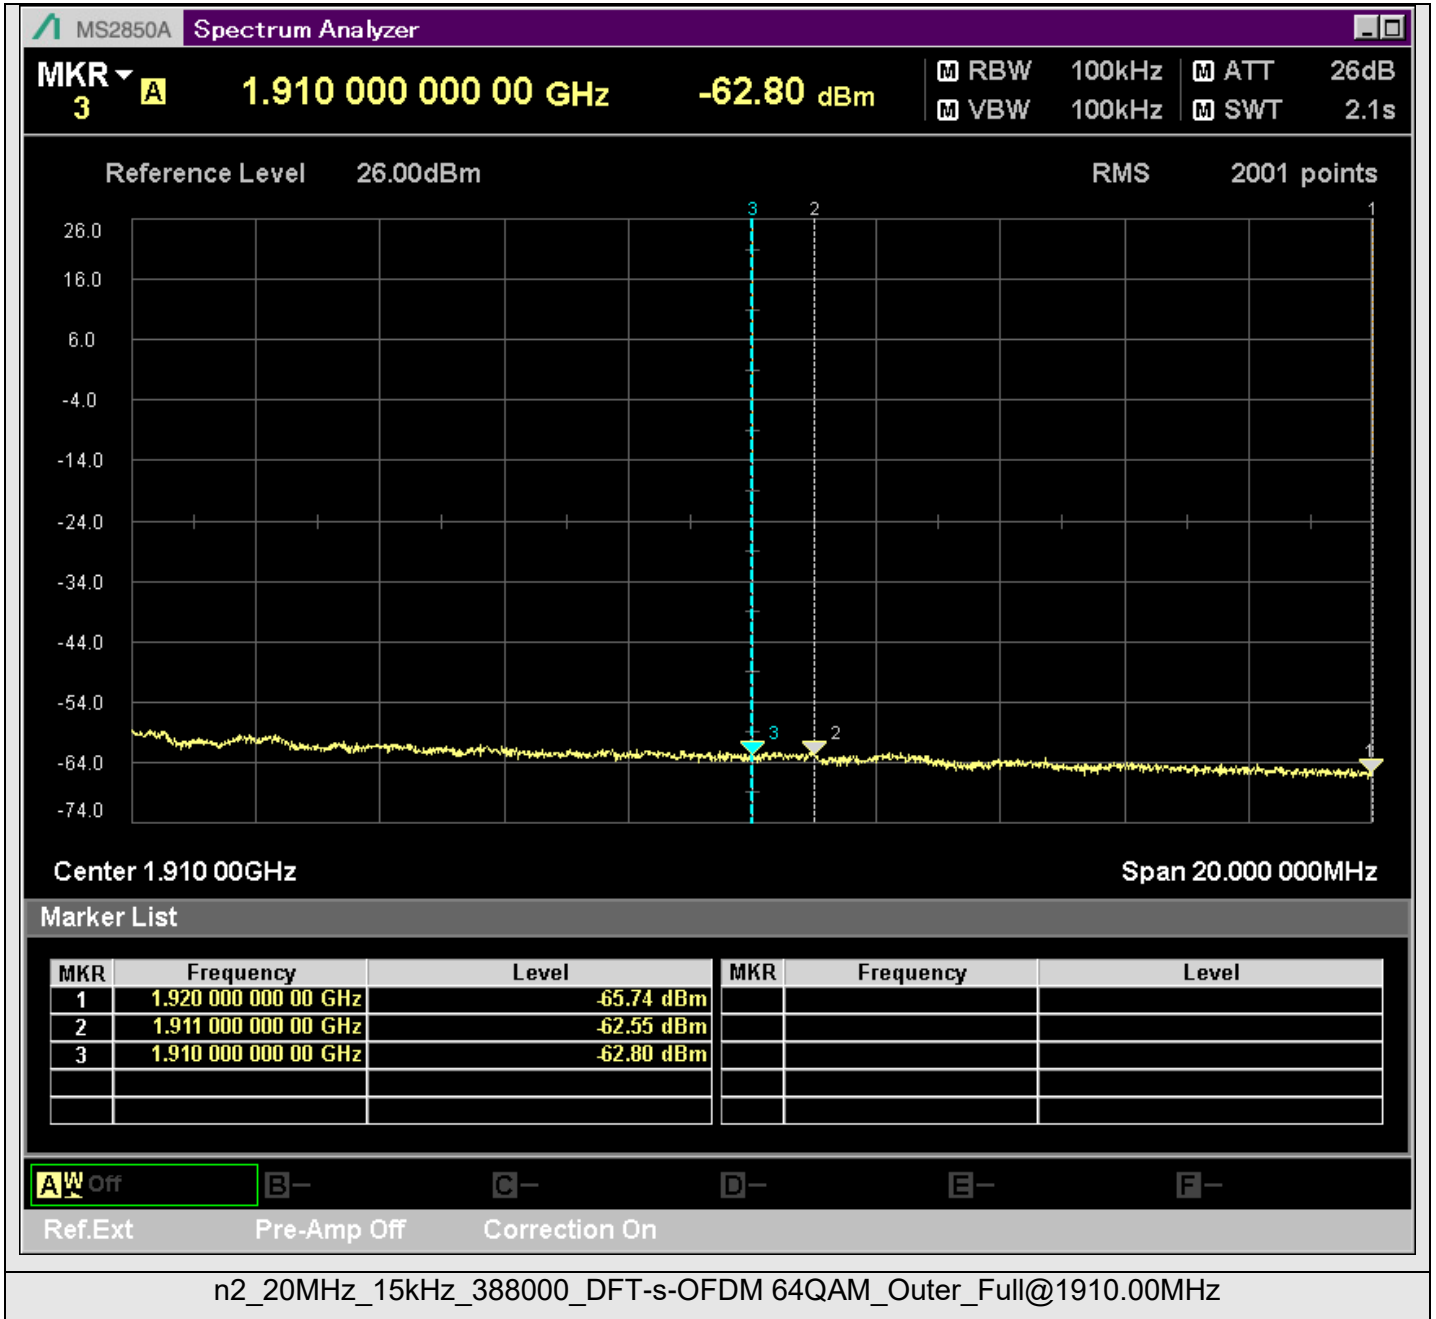 MS2850A Spectrum Analyzer
MKR A 1.910 000 000 00 GHz -62.80 dBm M RBW 100kHz M ATT 26dB
3 M VBW 100kHz M SWT 2.1s
Reference Level 26.00dBm RMS 2001 points
3 2 1
26.0
16.0
6.0
-4.0
-14.0
-24.0
-34.0
-44.0
-54.0
3 2
1
-64.0
-74.0
Center 1.910 00GHz Span 20.000 000MHz
Marker List
MKR Frequency Level MKR Frequency Level
1 1.920 000 000 00 GHz -65.74 dBm
2 1.911 000 000 00 GHz -62.55 dBm
3 1.910 000 000 00 GHz -62.80 dBm
A W Off B- C- D- E- F-
Ref.Ext Pre-Amp Off Correction On
n2_20MHz_15kHz_388000_DFT-s-OFDM 64QAM_Outer_Full@1910.00MHz